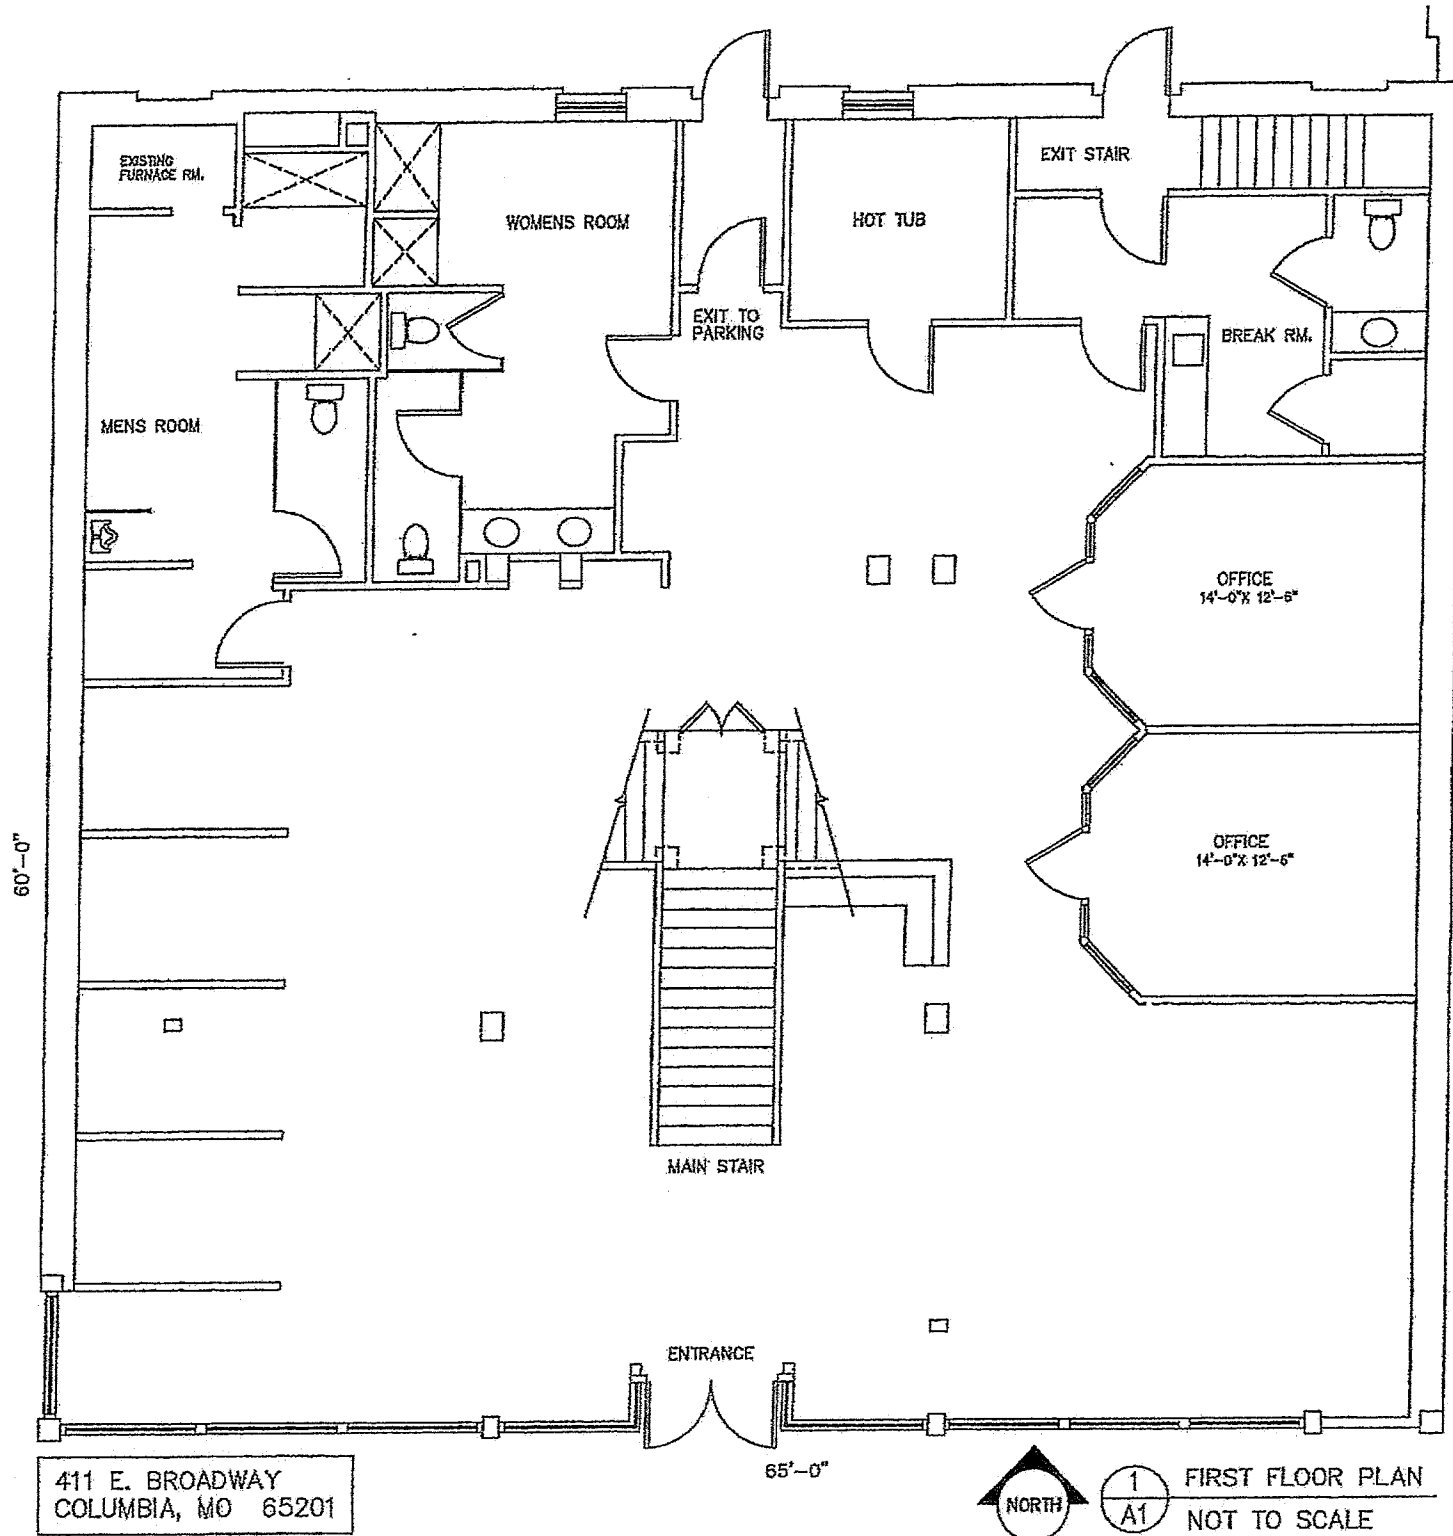 EXISTING
FURNACE RM.
WOMENS ROOM
HOT TUB
EXIT STAIR
EXIT TO
PARKING
BREAK RM.
MENS ROOM
OFFICE
14'-0"X 12'-6"
OFFICE
14'-0"X 12'-6"
60'-0"
MAIN STAIR
ENTRANCE
65'-0"
411 E. BROADWAY
COLUMBIA, MO 65201
NORTH
1
A1
FIRST FLOOR PLAN
NOT TO SCALE